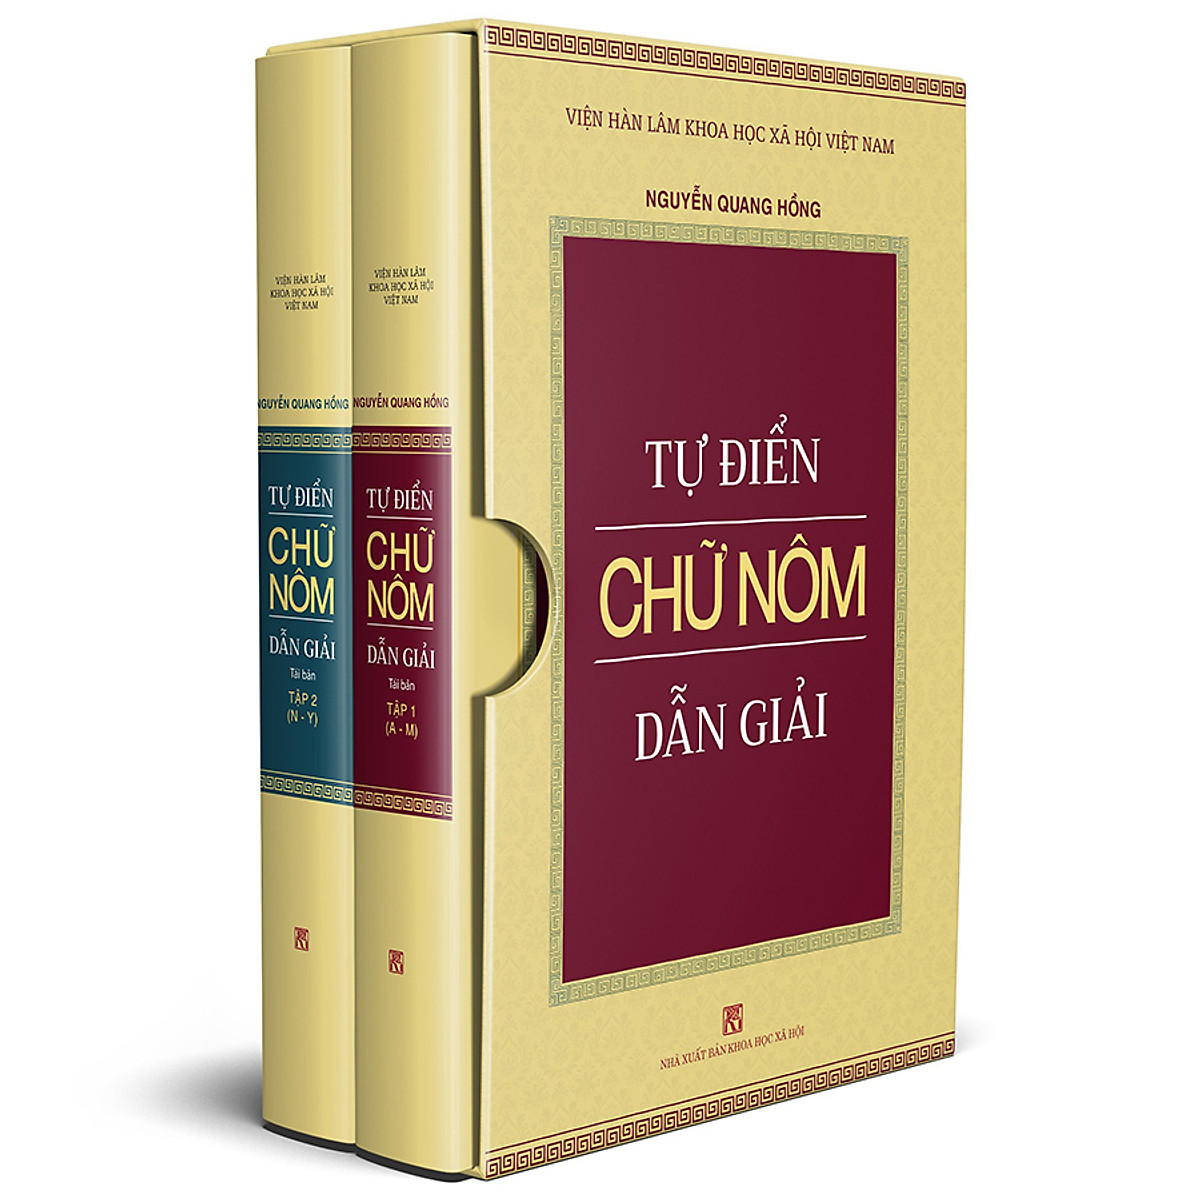 VIỆN HÀN LÂM
KHOA HỌC XÃ HỘI
VIỆT NAM
NGUYỄN QUANG HỒNG
TỰ ĐIỂN
CHỮ
NÔM
DẪN GIẢI
Tái bản
TẬP 2
(N - Y)
VIỆN HÀN LÂM
KHOA HỌC XÃ HỘI
VIỆT NAM
NGUYỄN QUANG HỒNG
TỰ ĐIỂN
CHỮ
NÔM
DẪN GIẢI
Tái bản
TẬP 1
(A - M)
VIỆN HÀN LÂM KHOA HỌC XÃ HỘI VIỆT NAM
NGUYỄN QUANG HỒNG
TỰ ĐIỂN
CHỮ NÔM
DẪN GIẢI
NHÀ XUẤT BẢN KHOA HỌC XÃ HỘI